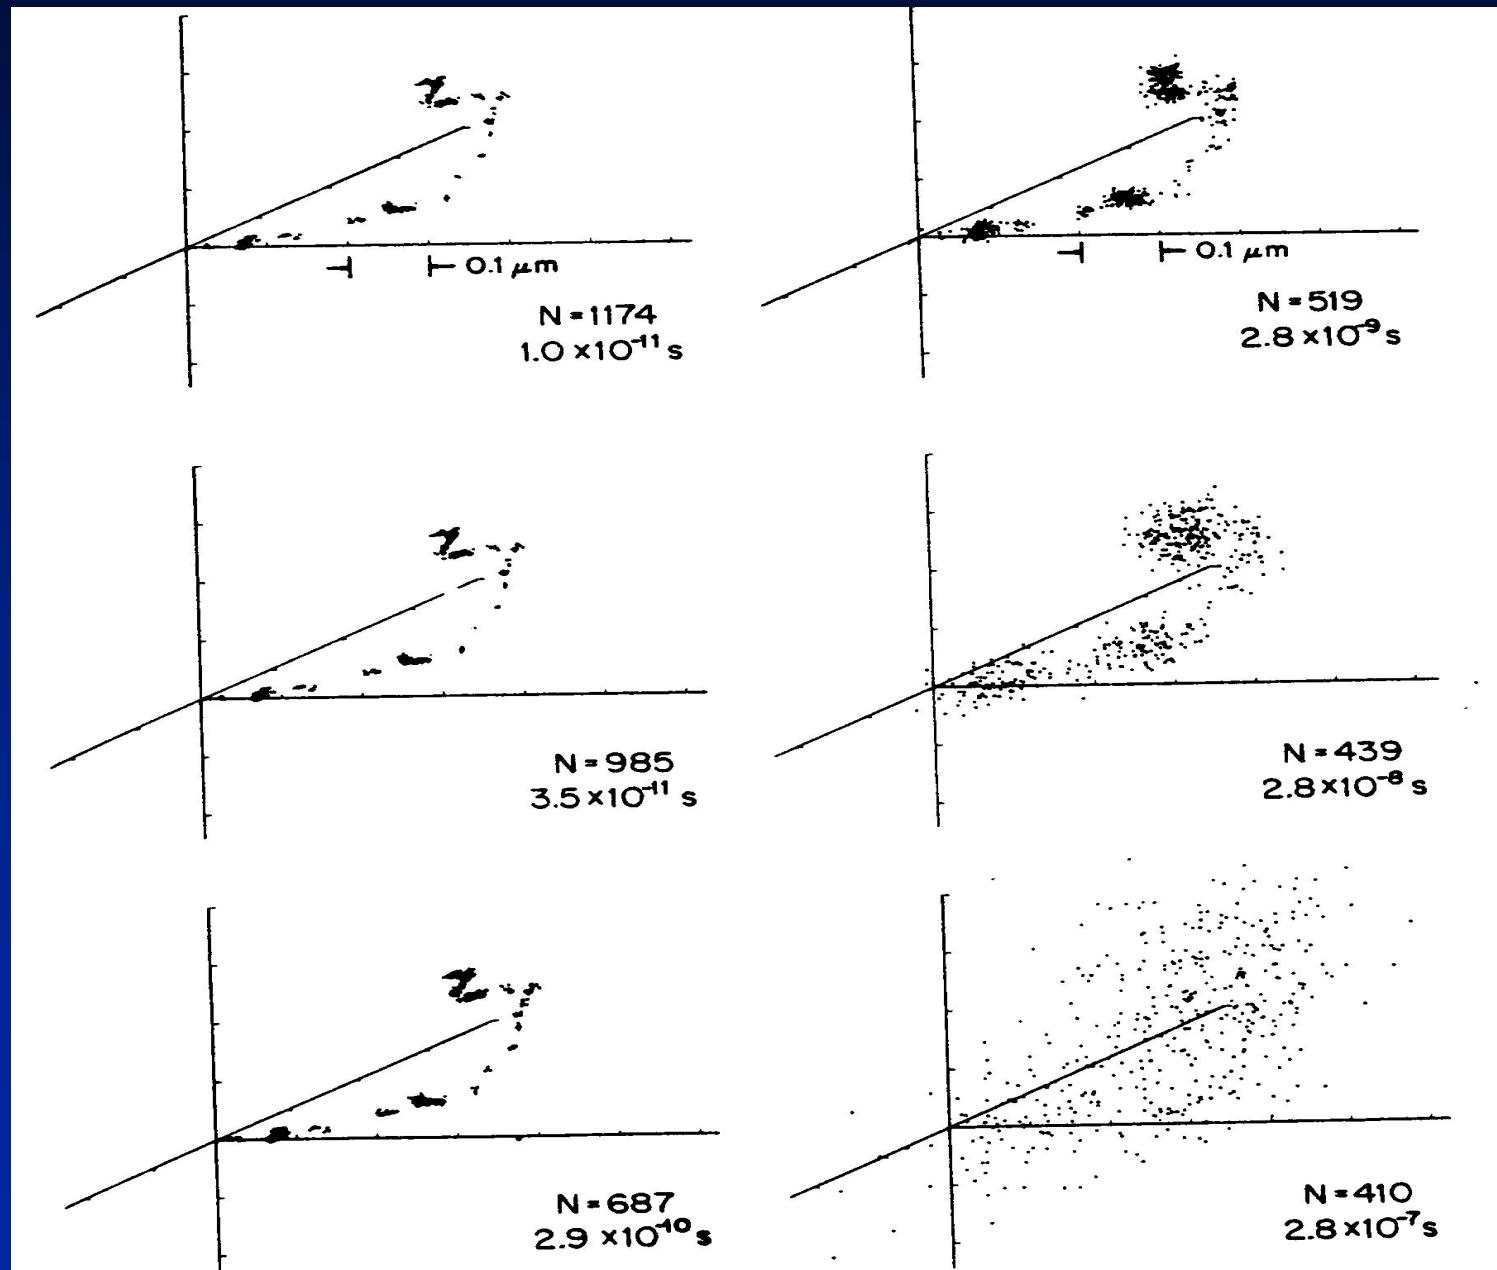 0.1 μm
N=1174
1.0 ×10⁻¹¹ s
0.1 μm
N=519
2.8 ×10⁻⁹ s
N=985
3.5 ×10⁻¹¹ s
N=439
2.8 ×10⁻⁸ s
N=687
2.9 ×10⁻¹⁰ s
N=410
2.8 ×10⁻⁷ s